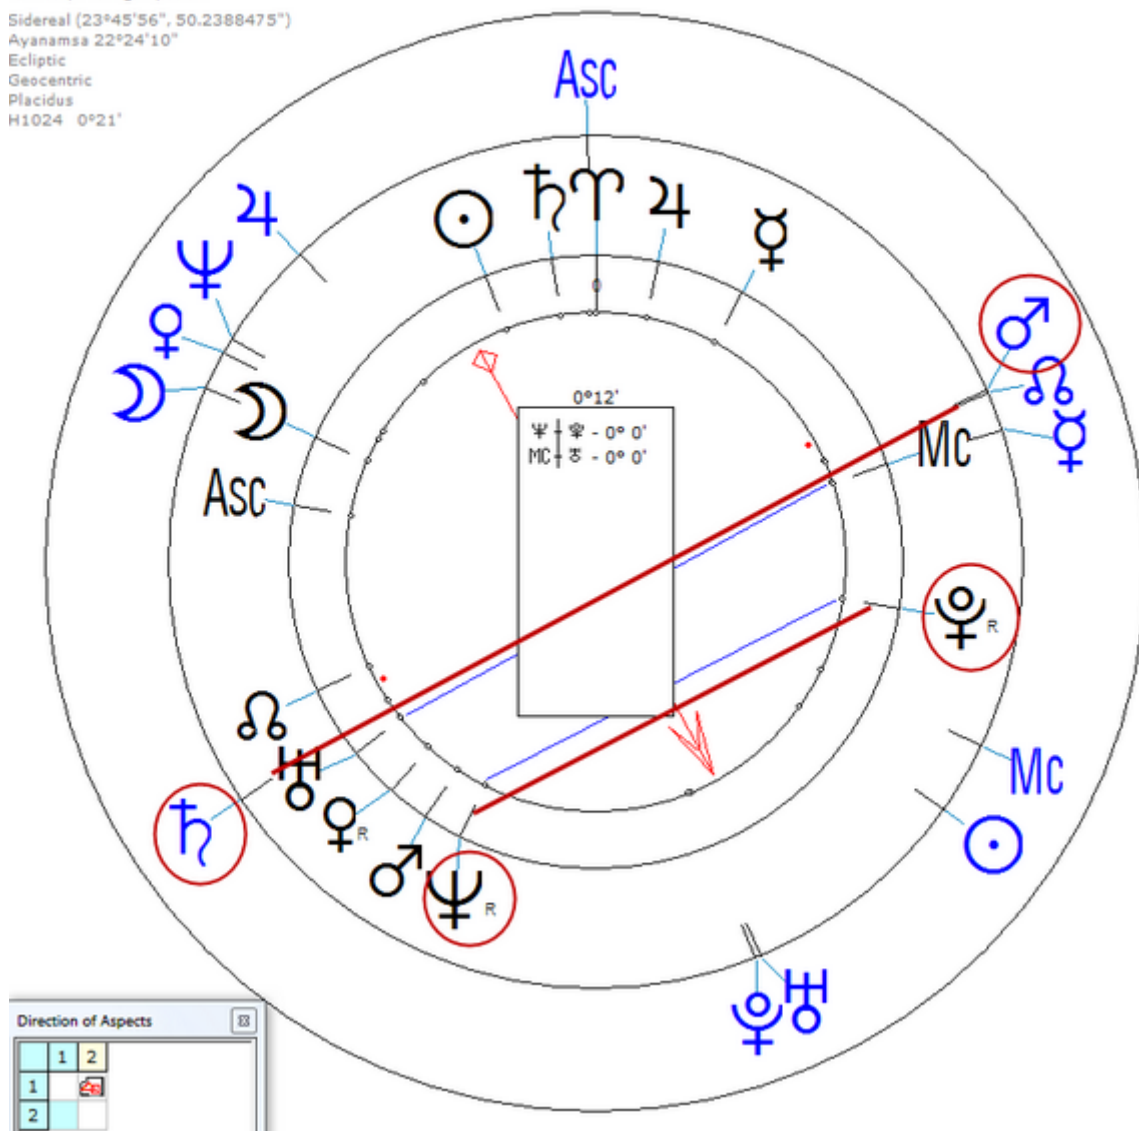 Sidereal (23°45'56", 50.2388475")
Ayanamsa 22°24'10"
Ecliptic
Geocentric
Placidus
H1024 0°21'
Asc
♃ ☉ ♄ ♈ ♃ ☿
0
♆
♀ ♂
☽ ☽ ☊
0°12'
- 0° 0'
MC - 0° 0'
Mc ☿
Asc
♇ R
☊
♅ Mc
♄ ♀ R ☉
♂ ♆ R
♇ ♅
Direction of Aspects
1 2
1
2